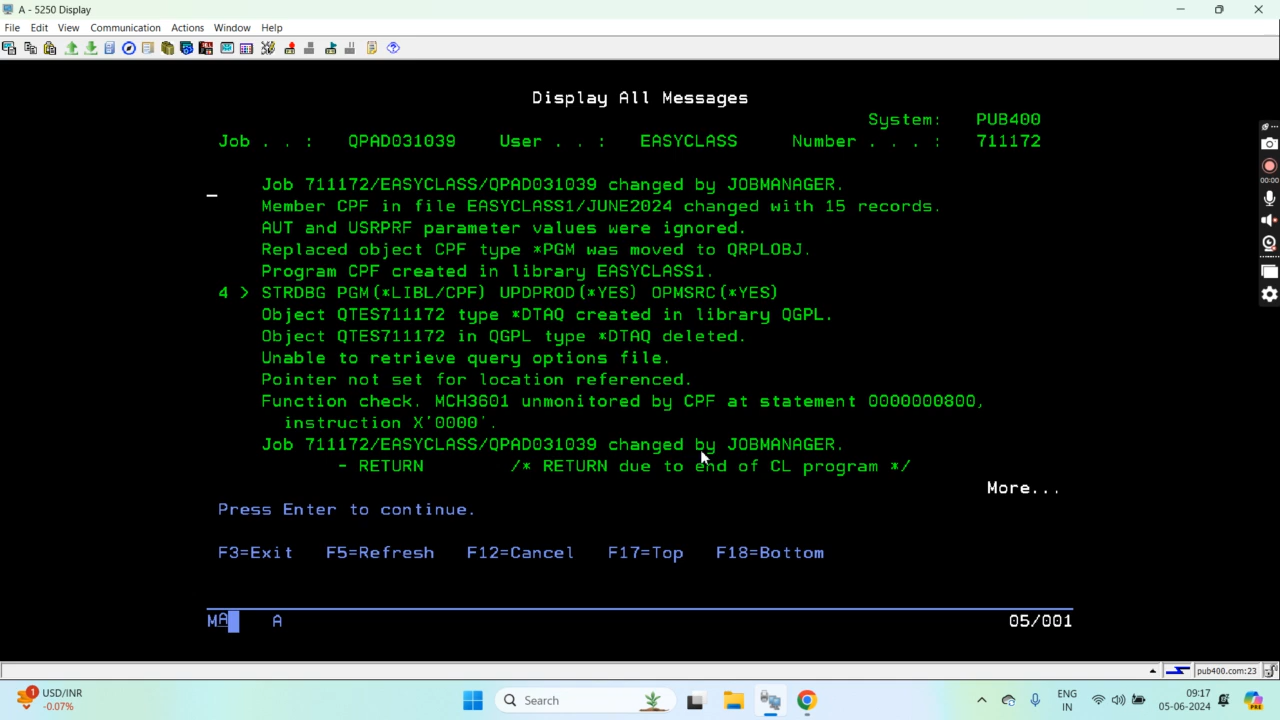 A - 5250 Display
File Edit View Communication Actions Window Help
Display All Messages
System: PUB400
Job . . : QPAD031039 User . . : EASYCLASS Number . . . : 711172
Job 711172/EASYCLASS/QPAD031039 changed by JOBMANAGER.
Member CPF in file EASYCLASS1/JUNE2024 changed with 15 records.
AUT and USRPRF parameter values were ignored.
Replaced object CPF type *PGM was moved to QRPLOBJ.
Program CPF created in library EASYCLASS1.
4 > STRDBG PGM(*LIBL/CPF) UPDPROD(*YES) OPMSRC(*YES)
Object QTES711172 type *DTAQ created in library QGPL.
Object QTES711172 in QGPL type *DTAQ deleted.
Unable to retrieve query options file.
Pointer not set for location referenced.
Function check. MCH3601 unmonitored by CPF at statement 0000000800,
instruction X'0000'.
Job 711172/EASYCLASS/QPAD031039 changed by JOBMANAGER.
- RETURN /* RETURN due to end of CL program */
More...
Press Enter to continue.
F3=Exit F5=Refresh F12=Cancel F17=Top F18=Bottom
MA A 05/001
00:00
pub400.com:23
1 USD/INR
-0.07%
Search
ENG
IN
09:17
05-06-2024
PRE